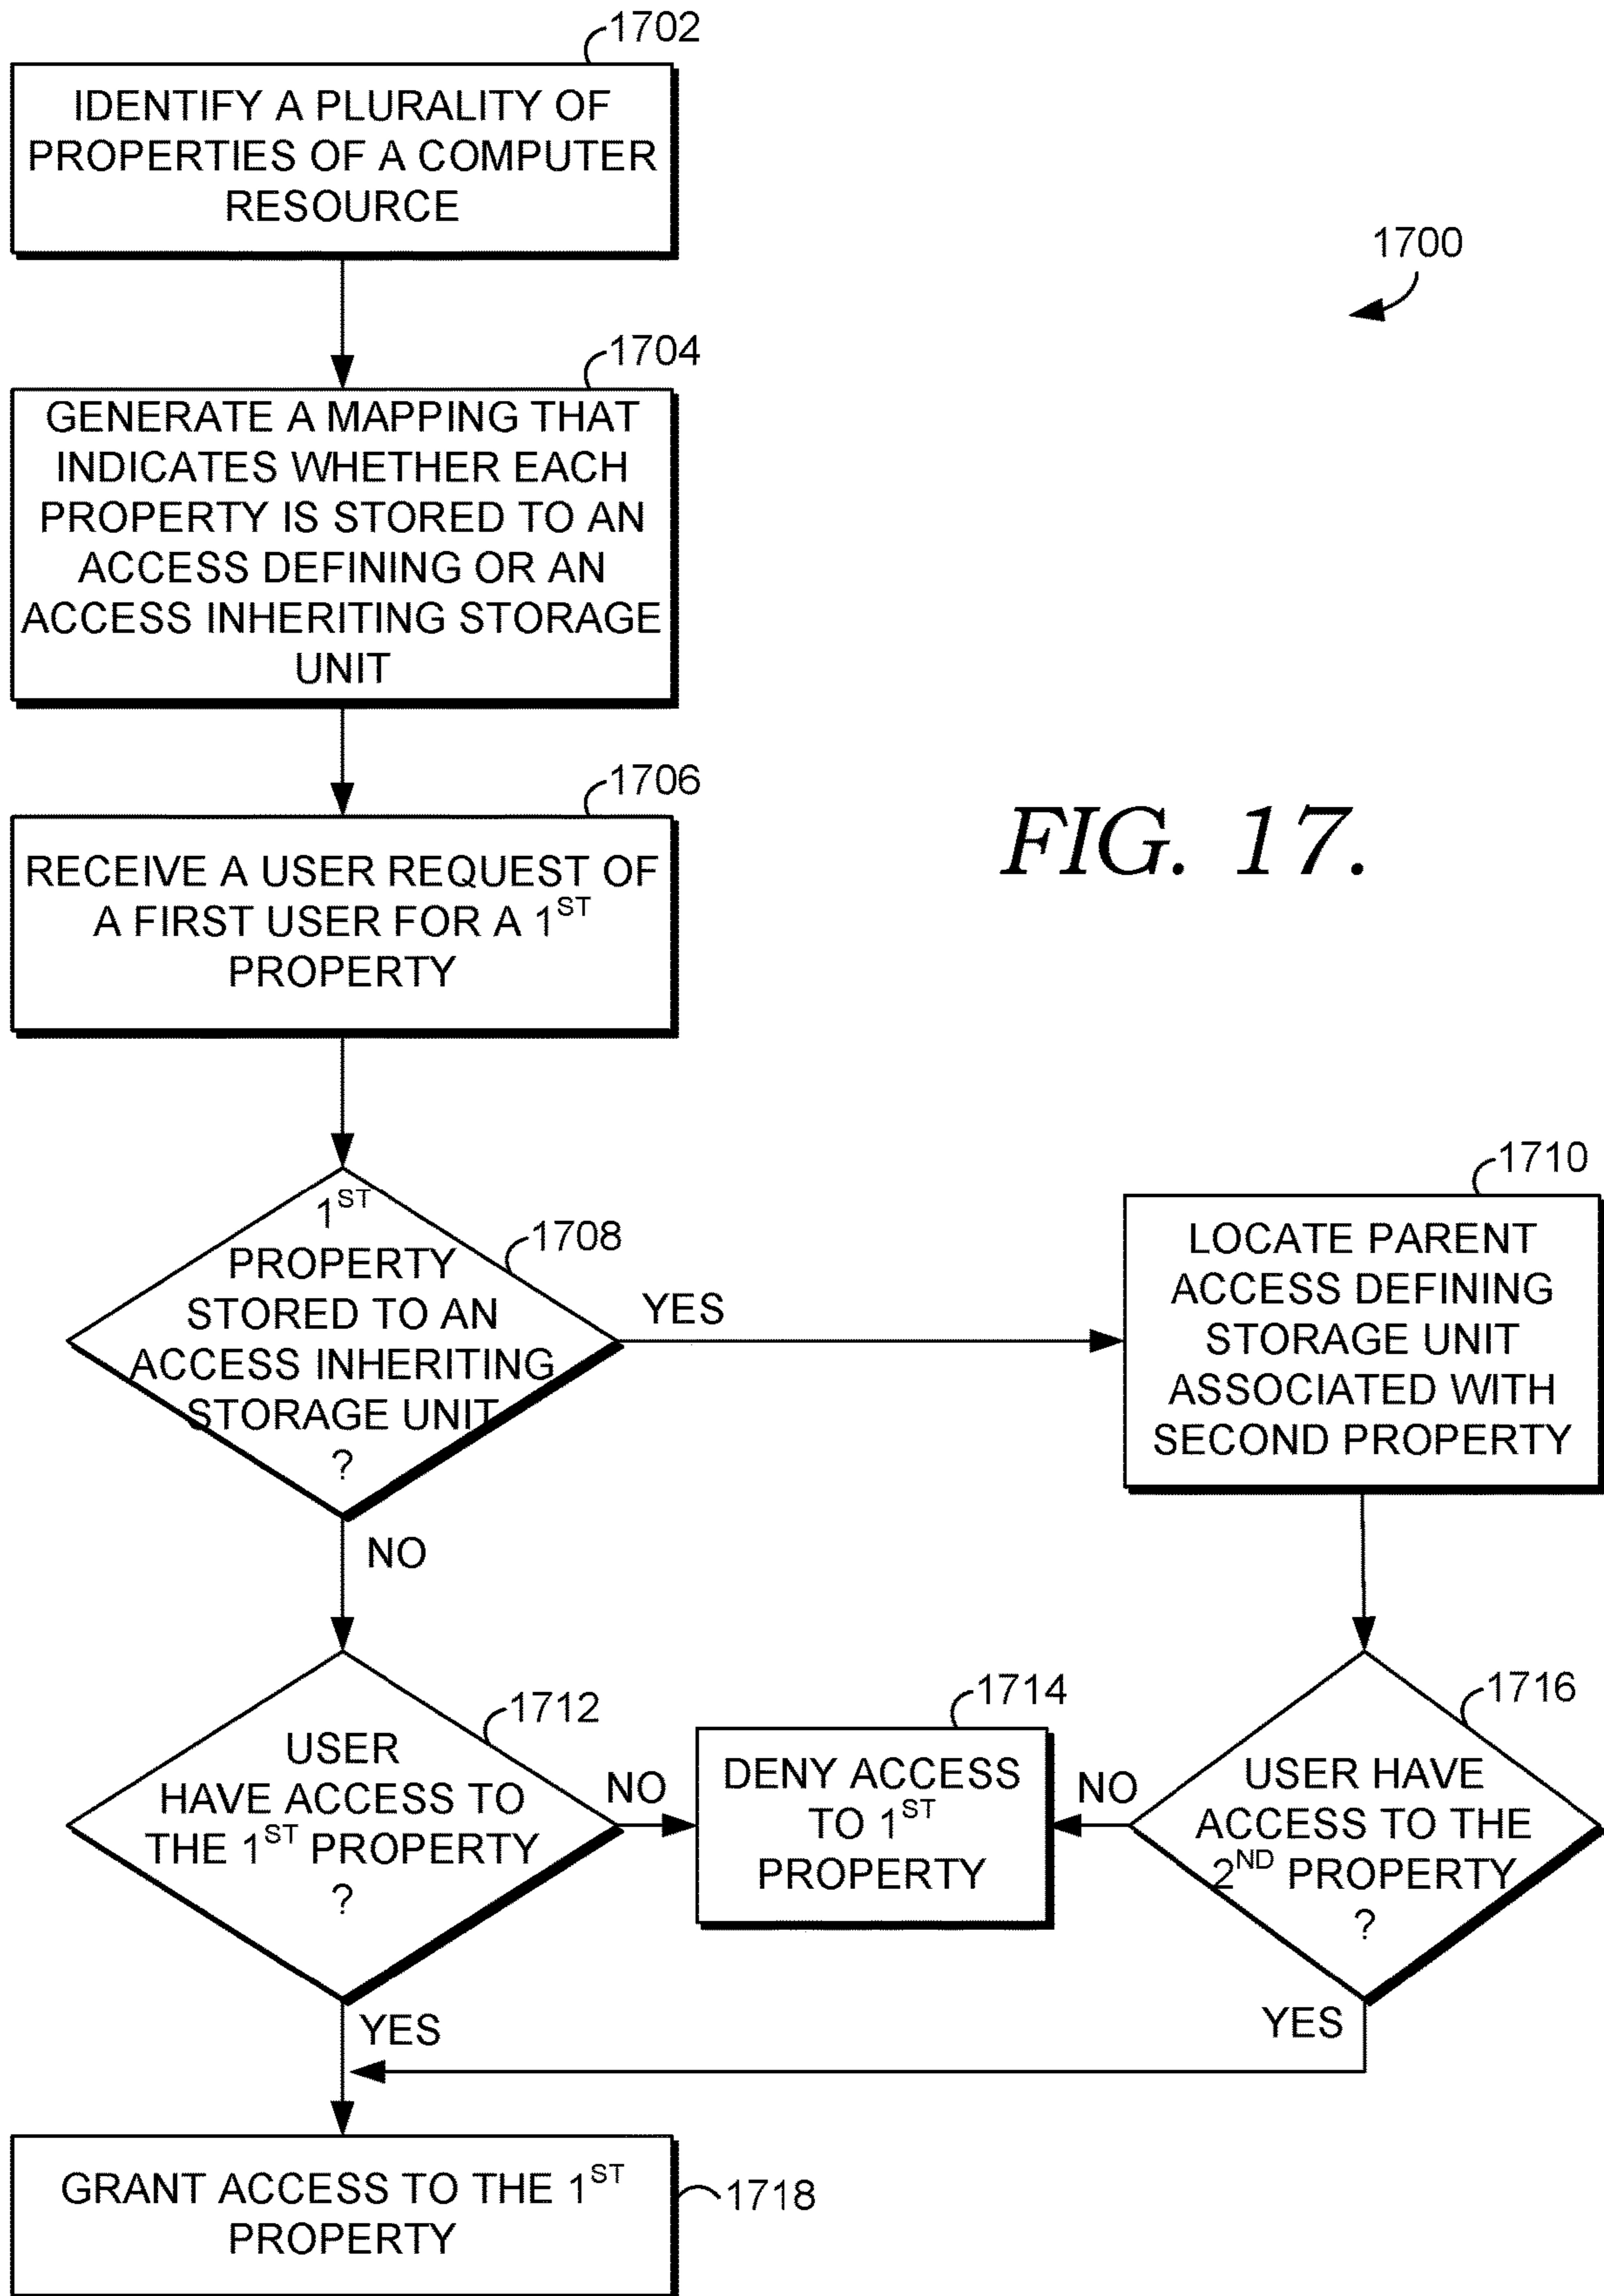 1702
IDENTIFY A PLURALITY OF
PROPERTIES OF A COMPUTER
RESOURCE
1700
1704
GENERATE A MAPPING THAT
INDICATES WHETHER EACH
PROPERTY IS STORED TO AN
ACCESS DEFINING OR AN
ACCESS INHERITING STORAGE
UNIT
1706
RECEIVE A USER REQUEST OF
A FIRST USER FOR A 1ST
PROPERTY
FIG. 17.
1708
1ST
PROPERTY
STORED TO AN
ACCESS INHERITING
STORAGE UNIT
?
YES
NO
1710
LOCATE PARENT
ACCESS DEFINING
STORAGE UNIT
ASSOCIATED WITH
SECOND PROPERTY
1712
USER
HAVE ACCESS TO
THE 1ST PROPERTY
?
NO
YES
1714
DENY ACCESS
TO 1ST
PROPERTY
1716
USER HAVE
ACCESS TO THE
2ND PROPERTY
?
NO
YES
GRANT ACCESS TO THE 1ST
PROPERTY
1718